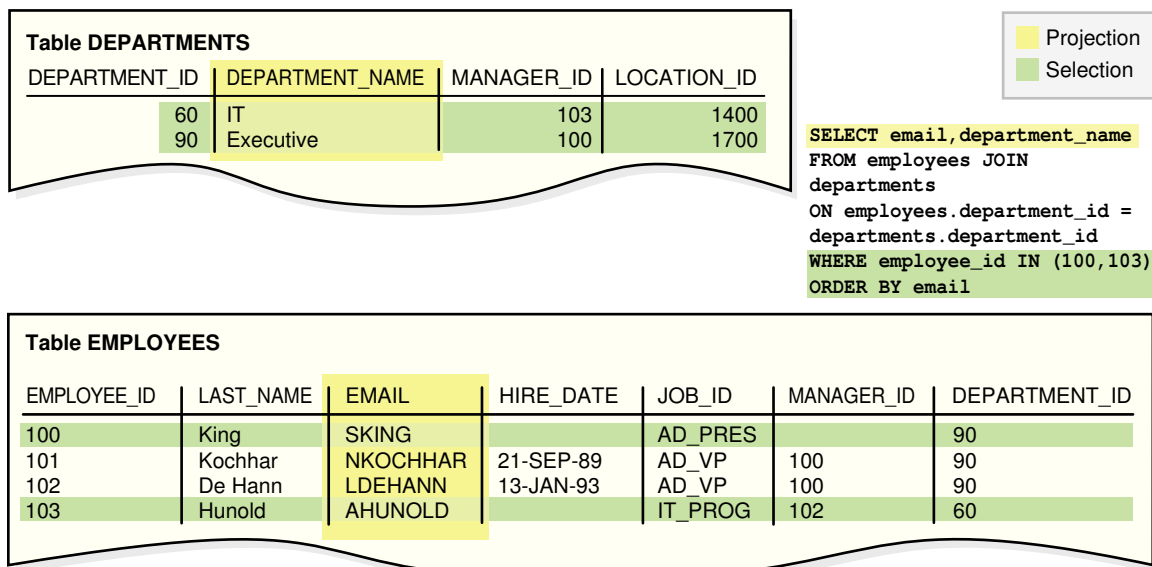 Table DEPARTMENTS
DEPARTMENT_ID DEPARTMENT_NAME MANAGER_ID LOCATION_ID
60 IT 103 1400
90 Executive 100 1700
Projection
Selection
SELECT email,department_name
FROM employees JOIN
departments
ON employees.department_id =
departments.department_id
WHERE employee_id IN (100,103)
ORDER BY email
Table EMPLOYEES
EMPLOYEE_ID LAST_NAME EMAIL HIRE_DATE JOB_ID MANAGER_ID DEPARTMENT_ID
100 King SKING AD_PRES 90
101 Kochhar NKOCHHAR 21-SEP-89 AD_VP 100 90
102 De Hann LDEHANN 13-JAN-93 AD_VP 100 90
103 Hunold AHUNOLD IT_PROG 102 60